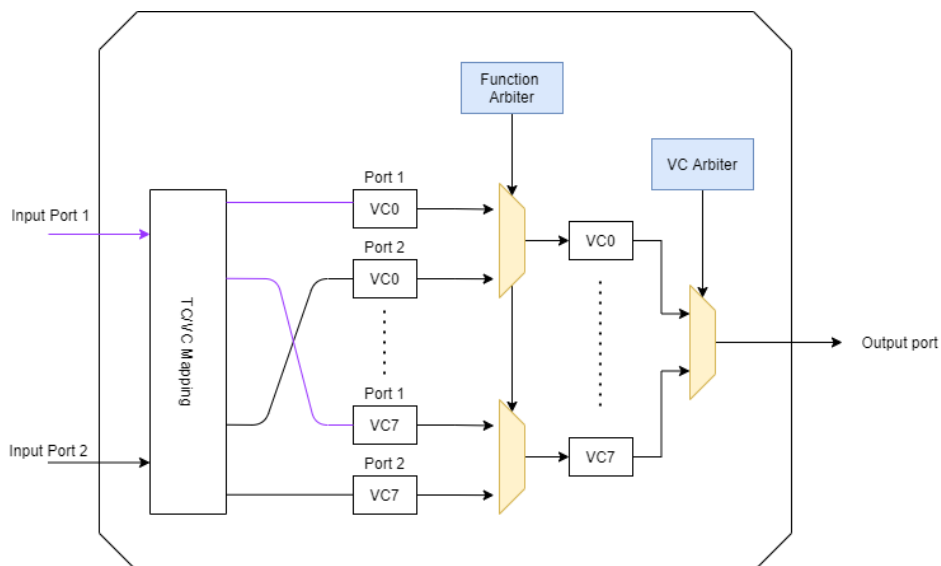 Function
Arbiter
VC Arbiter
Input Port 1
Port 1
VC0
Port 2
VC0
VC0
TC/VC Mapping
Output port
Port 1
VC7
Input Port 2
Port 2
VC7
VC7